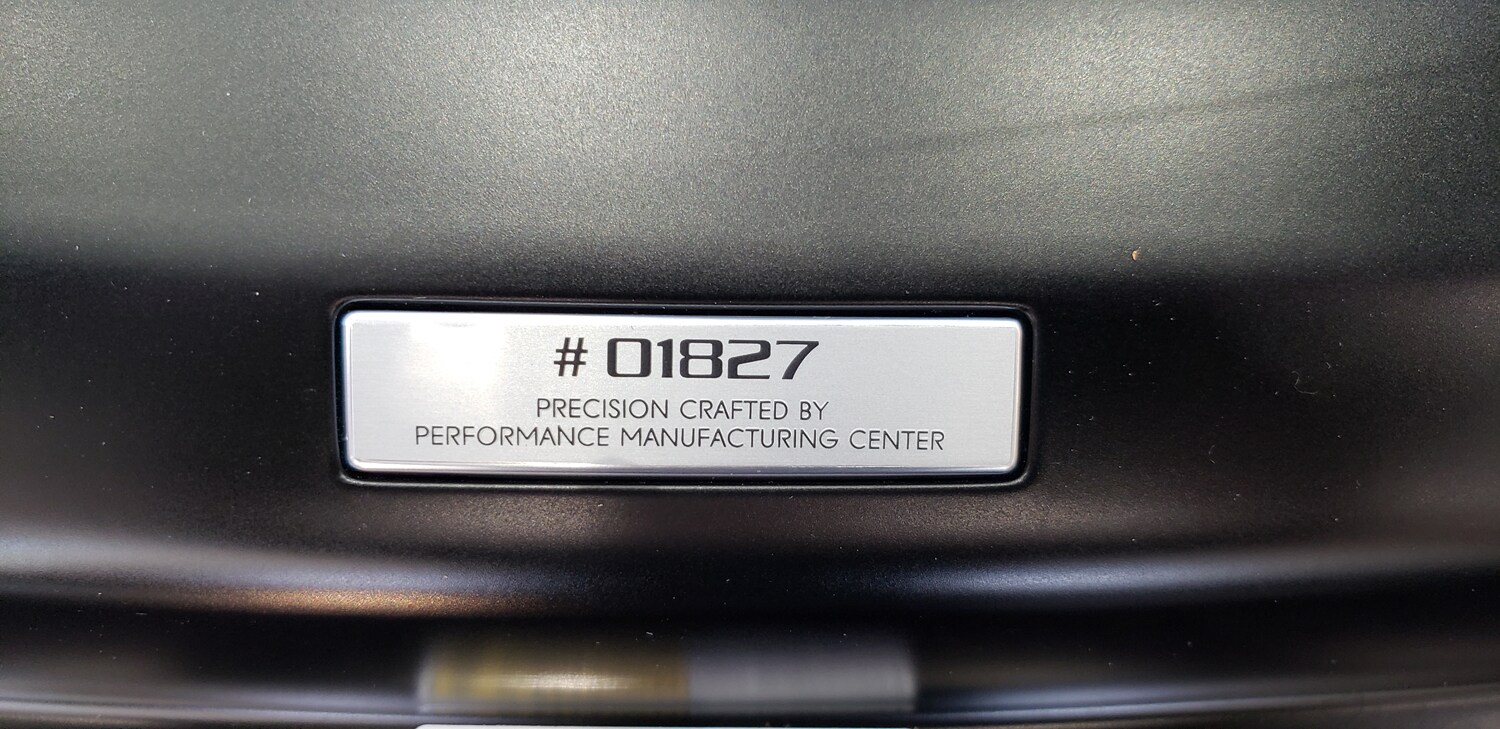 # 01827
PRECISION CRAFTED BY
PERFORMANCE MANUFACTURING CENTER